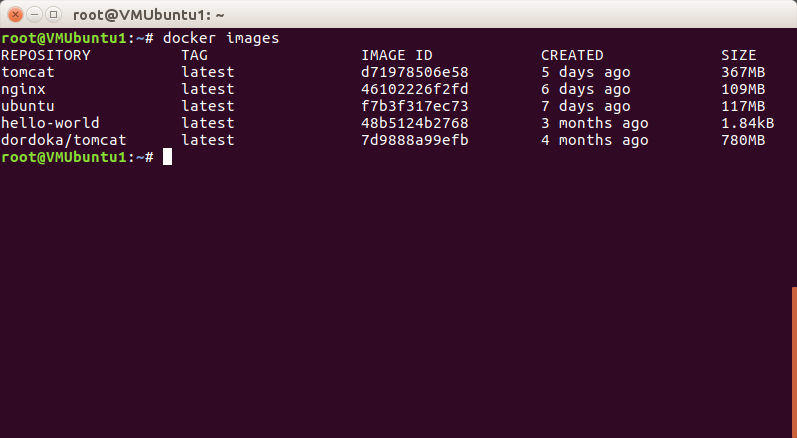 root@VMUbuntu1: ~
root@VMUbuntu1:~# docker images
REPOSITORY TAG IMAGE ID CREATED SIZE
tomcat latest d71978506e58 5 days ago 367MB
nginx latest 46102226f2fd 6 days ago 109MB
ubuntu latest f7b3f317ec73 7 days ago 117MB
hello-world latest 48b5124b2768 3 months ago 1.84kB
dordoka/tomcat latest 7d9888a99efb 4 months ago 780MB
root@VMUbuntu1:~#